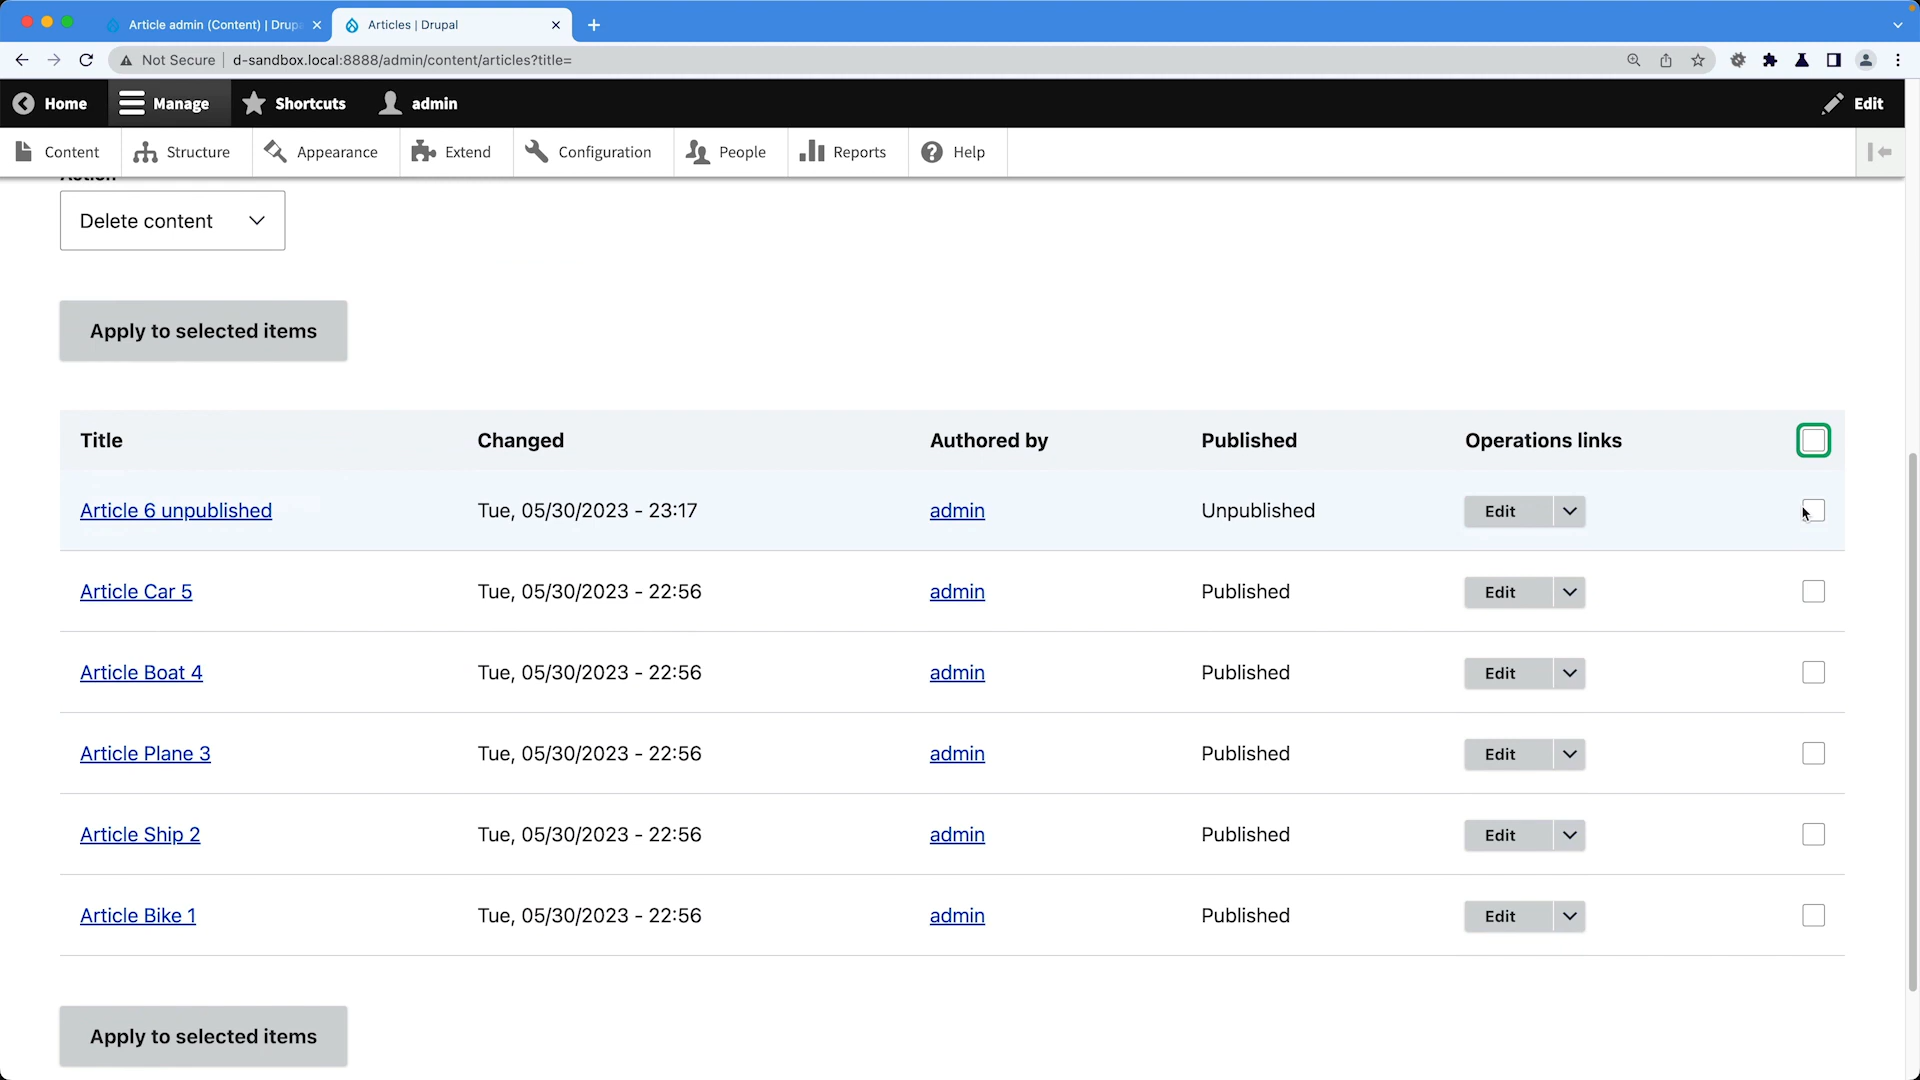 Article admin (Content) | Drup
Articles | Drupal
Not Secure
d-sandbox.local:8888/admin/content/articles?title=
Home
Manage
Shortcuts
admin
Edit
Content
Structure
Appearance
Extend
Configuration
People
Reports
Help
Action
Delete content
Apply to selected items
Title Changed Authored by Published Operations links
Article 6 unpublished Tue, 05/30/2023 - 23:17 admin Unpublished Edit
Article Car 5 Tue, 05/30/2023 - 22:56 admin Published Edit
Article Boat 4 Tue, 05/30/2023 - 22:56 admin Published Edit
Article Plane 3 Tue, 05/30/2023 - 22:56 admin Published Edit
Article Ship 2 Tue, 05/30/2023 - 22:56 admin Published Edit
Article Bike 1 Tue, 05/30/2023 - 22:56 admin Published Edit
Apply to selected items